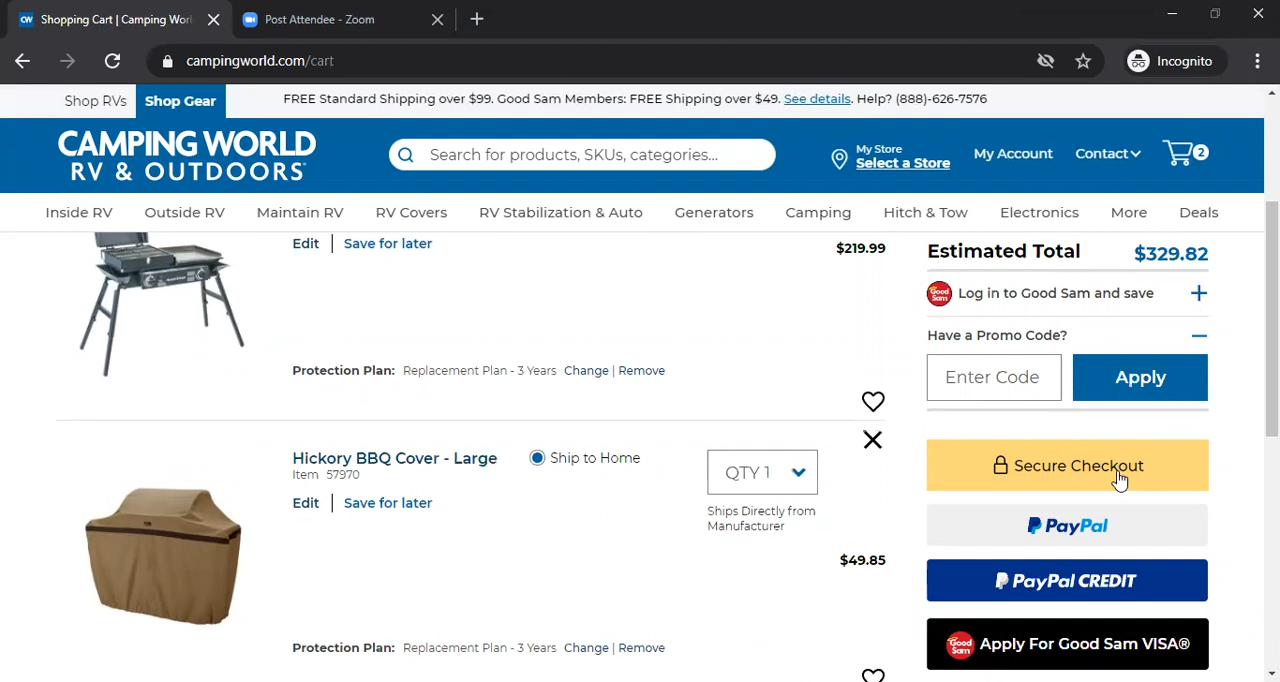 Shopping Cart | Camping Worl
Post Attendee - Zoom
campingworld.com/cart
Incognito
Shop RVs
Shop Gear
FREE Standard Shipping over $99. Good Sam Members: FREE Shipping over $49. See details. Help? (888)-626-7576
CAMPING WORLD
RV & OUTDOORS
Search for products, SKUs, categories...
My Store
Select a Store
My Account
Contact
2
Inside RV
Outside RV
Maintain RV
RV Covers
RV Stabilization & Auto
Generators
Camping
Hitch & Tow
Electronics
More
Deals
Edit | Save for later
$219.99
Protection Plan: Replacement Plan - 3 Years Change | Remove
Hickory BBQ Cover - Large
Item 57970
Edit | Save for later
Ship to Home
QTY 1
Ships Directly from
Manufacturer
$49.85
Protection Plan: Replacement Plan - 3 Years Change | Remove
Estimated Total $329.82
Good Sam
Log in to Good Sam and save
Have a Promo Code?
Enter Code
Apply
Secure Checkout
PayPal
PayPal CREDIT
Good Sam
Apply For Good Sam VISA®